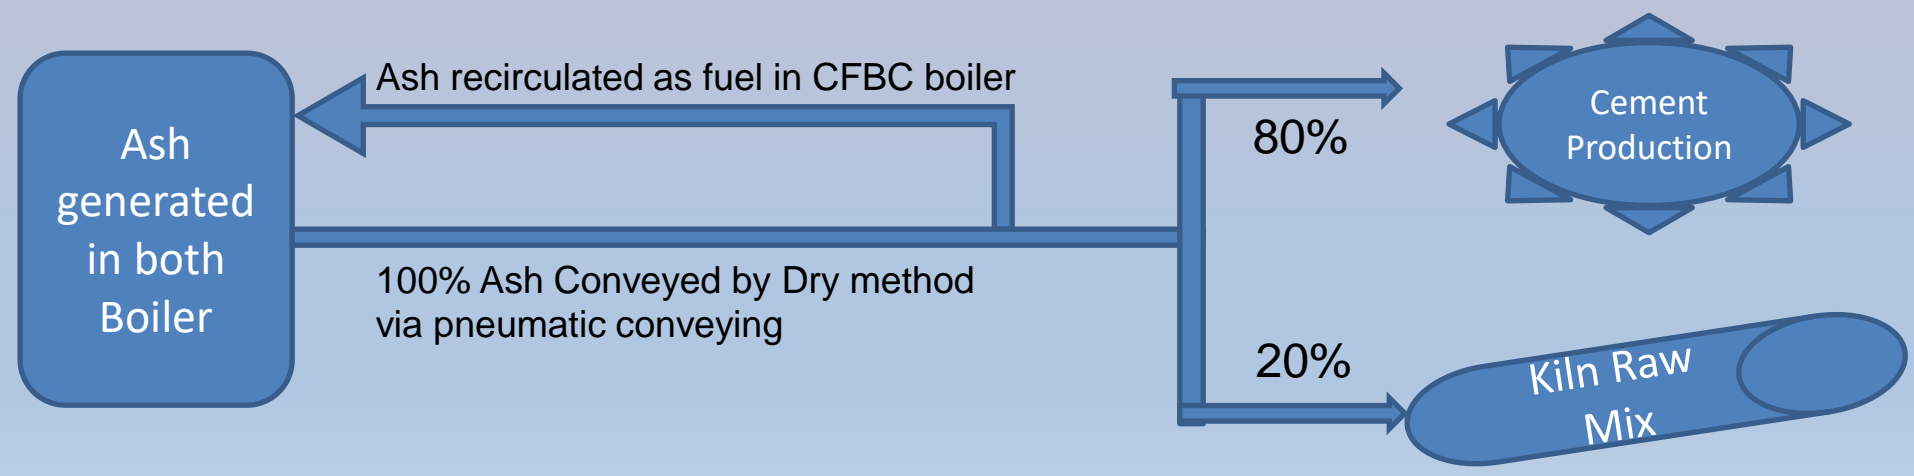 Ash
generated
in both
Boiler
Ash recirculated as fuel in CFBC boiler
100% Ash Conveyed by Dry method
via pneumatic conveying
80%
Cement
Production
20%
Kiln Raw
Mix